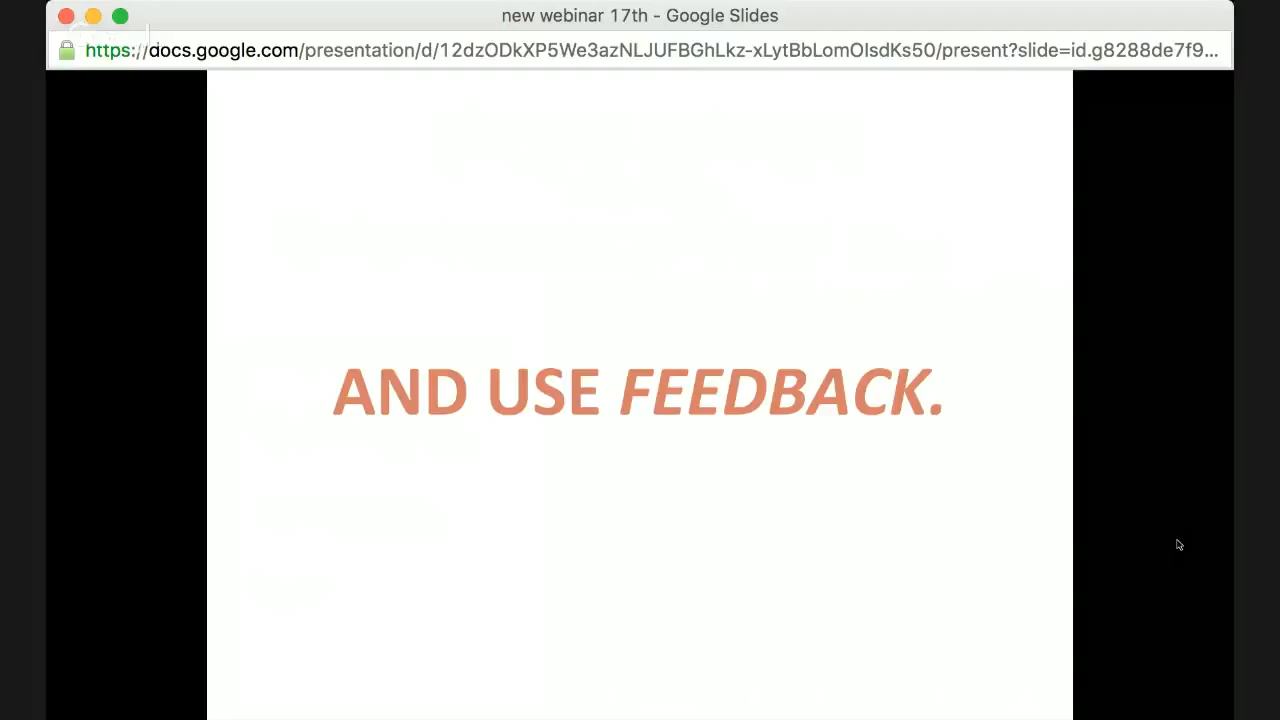 new webinar 17th - Google Slides
https://docs.google.com/presentation/d/12dzODkXP5We3azNLJUFBGhLkz-xLytBbLomOIsdKs50/present?slide=id.g8288de7f9...
AND USE FEEDBACK.